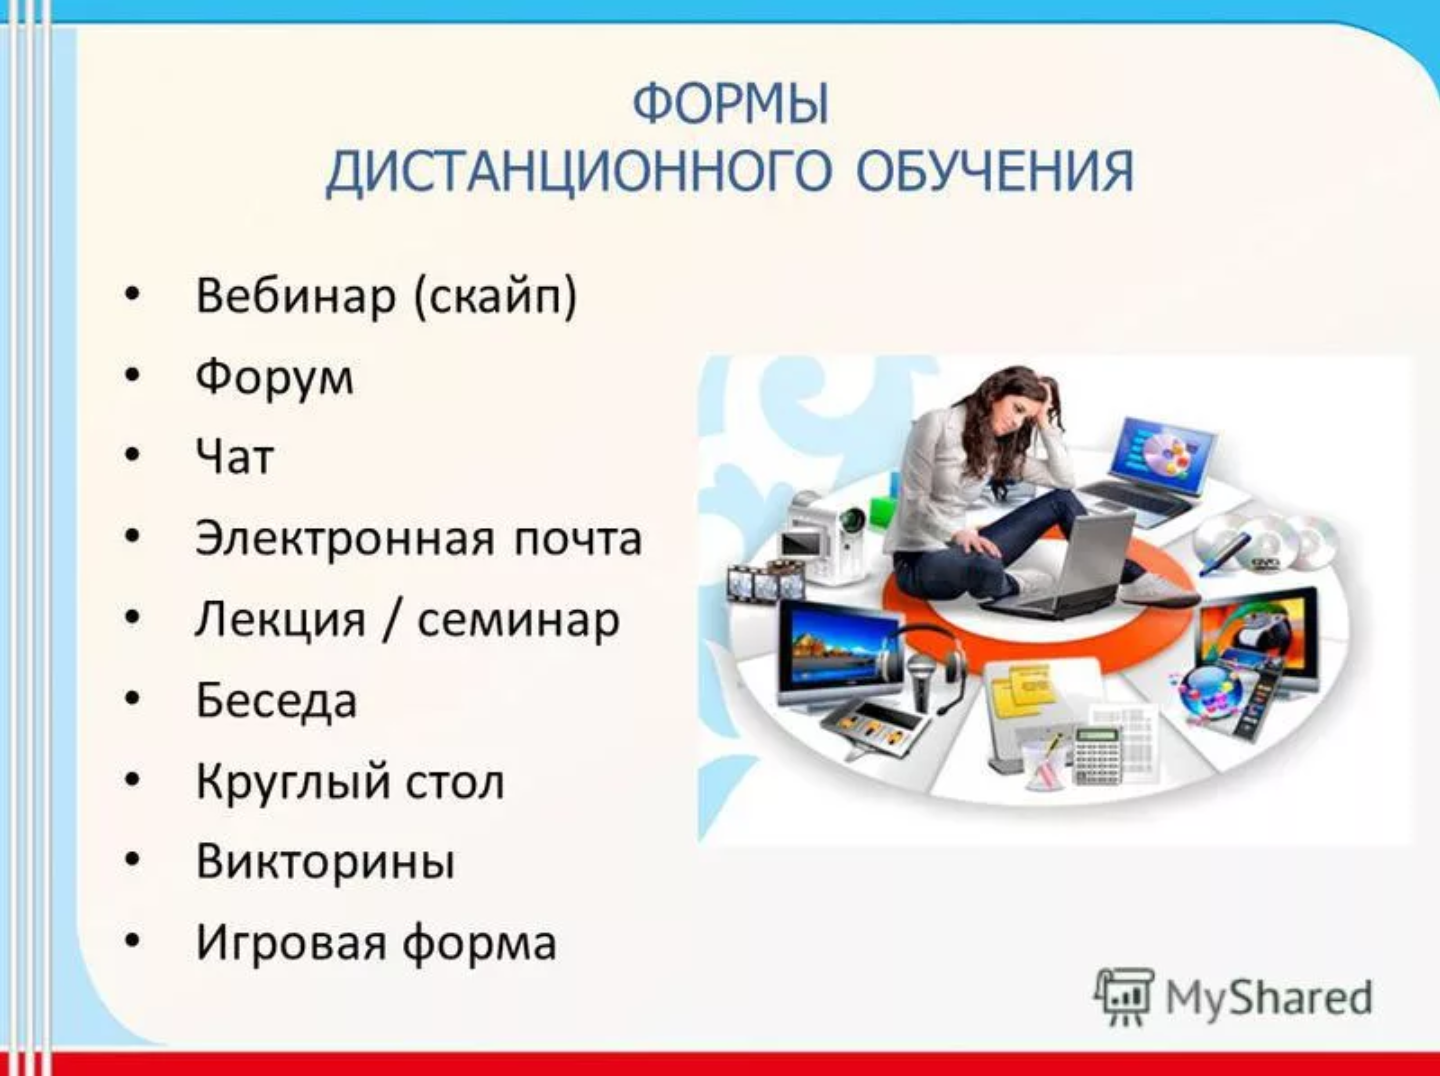 ФОРМЫ
ДИСТАНЦИОННОГО ОБУЧЕНИЯ
• Вебинар (скайп)
• Форум
• Чат
• Электронная почта
• Лекция / семинар
• Беседа
• Круглый стол
• Викторины
• Игровая форма
MyShared